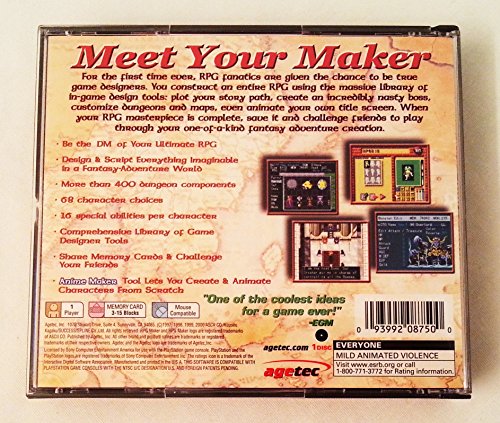 Meet Your Maker
For the first time ever, RPG fanatics are given the chance to be true
game designers. You construct an entire RPG using the massive library of
in-game design tools: plot your story path, create an incredibly nasty boss,
customize dungeons and maps, even animate your own title screen. When
your RPG masterpiece is complete, save it and challenge friends to play
through your one-of-a-kind fantasy adventure creation.
• Be the DM of Your Ultimate RPG
• Design & Script Everything Imaginable
in a Fantasy-Adventure World
• More than 400 dungeon components
• 68 character choices
• 16 special abilities per character
• Comprehensive Library of Game
Designer Tools
• Share Memory Cards & Challenge
Your Friends
• Anime Maker Tool Lets You Create & Animate
Characters From Scratch
"One of the coolest ideas
for a game ever!"
-EGM
1
Player
MEMORY CARD
2-15 Blocks
Mouse
Compatible
agetec.com
1 DISC
agetec
0 93992 08750 0
EVERYONE
MILD ANIMATED VIOLENCE
Visit www.esrb.org or call
1-800-771-3772 for Rating information.